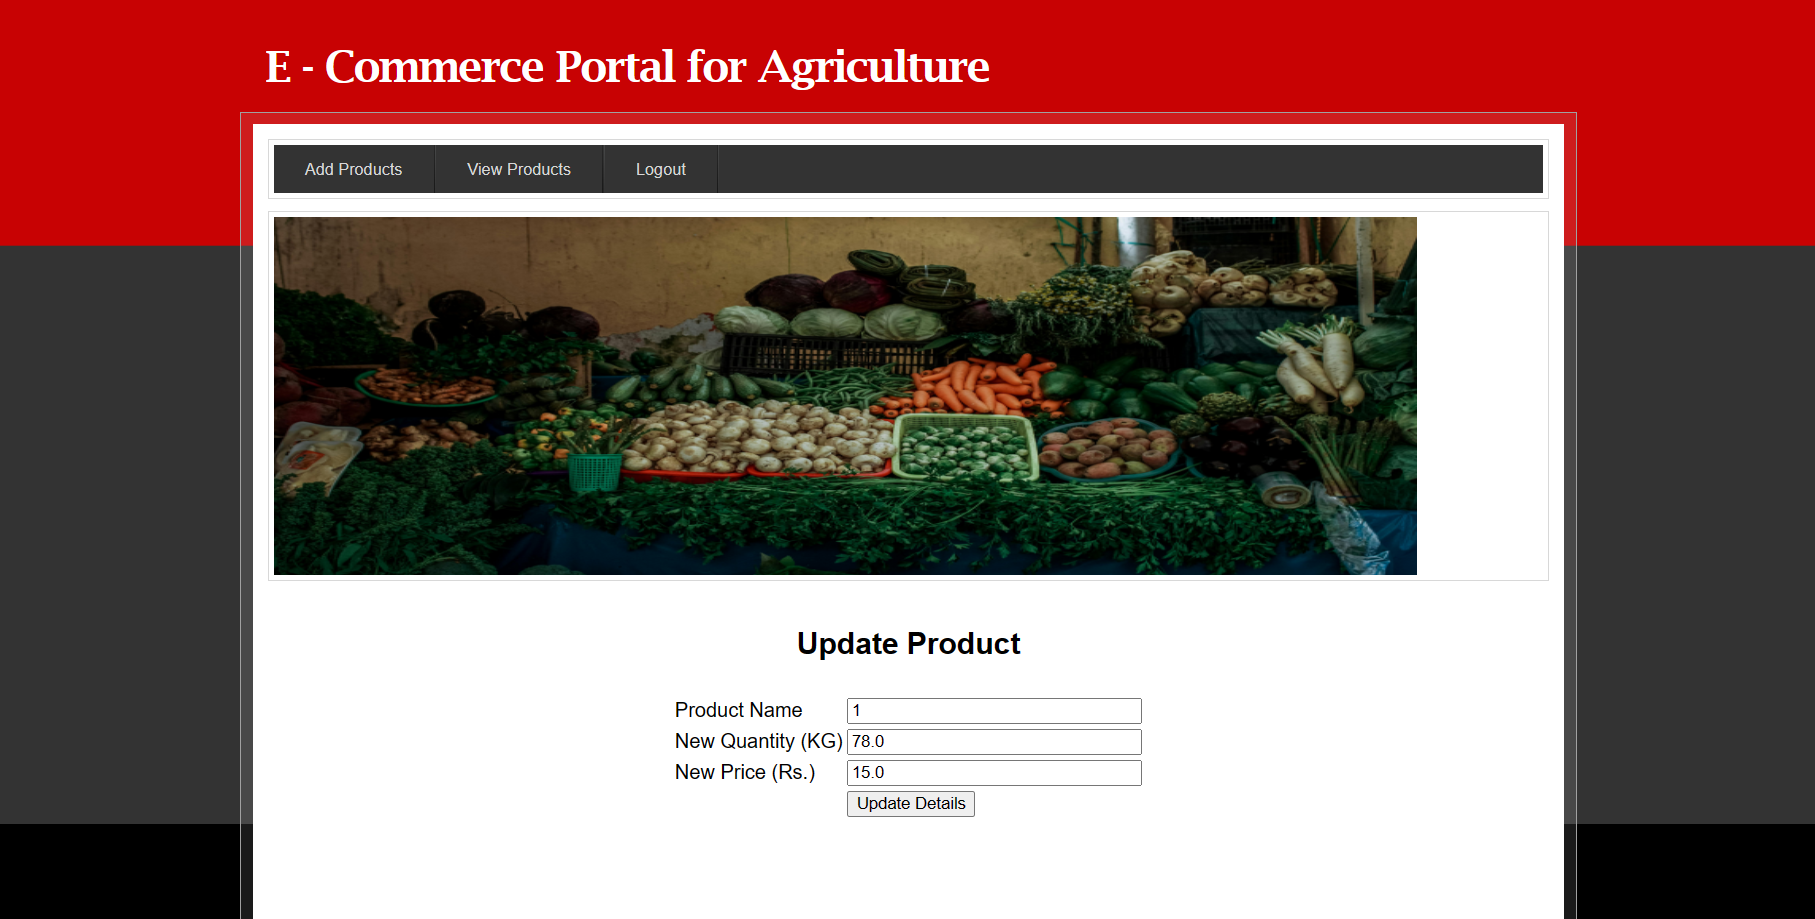 E - Commerce Portal for Agriculture
Add Products View Products Logout
Update Product
Product Name 1
New Quantity (KG) 78.0
New Price (Rs.) 15.0
Update Details